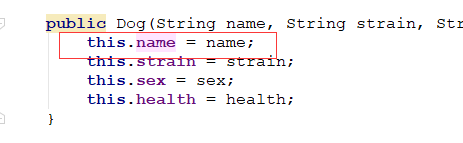 public Dog(String name, String strain, Str
this.name = name;
this.strain = strain;
this.sex = sex;
this.health = health;
}